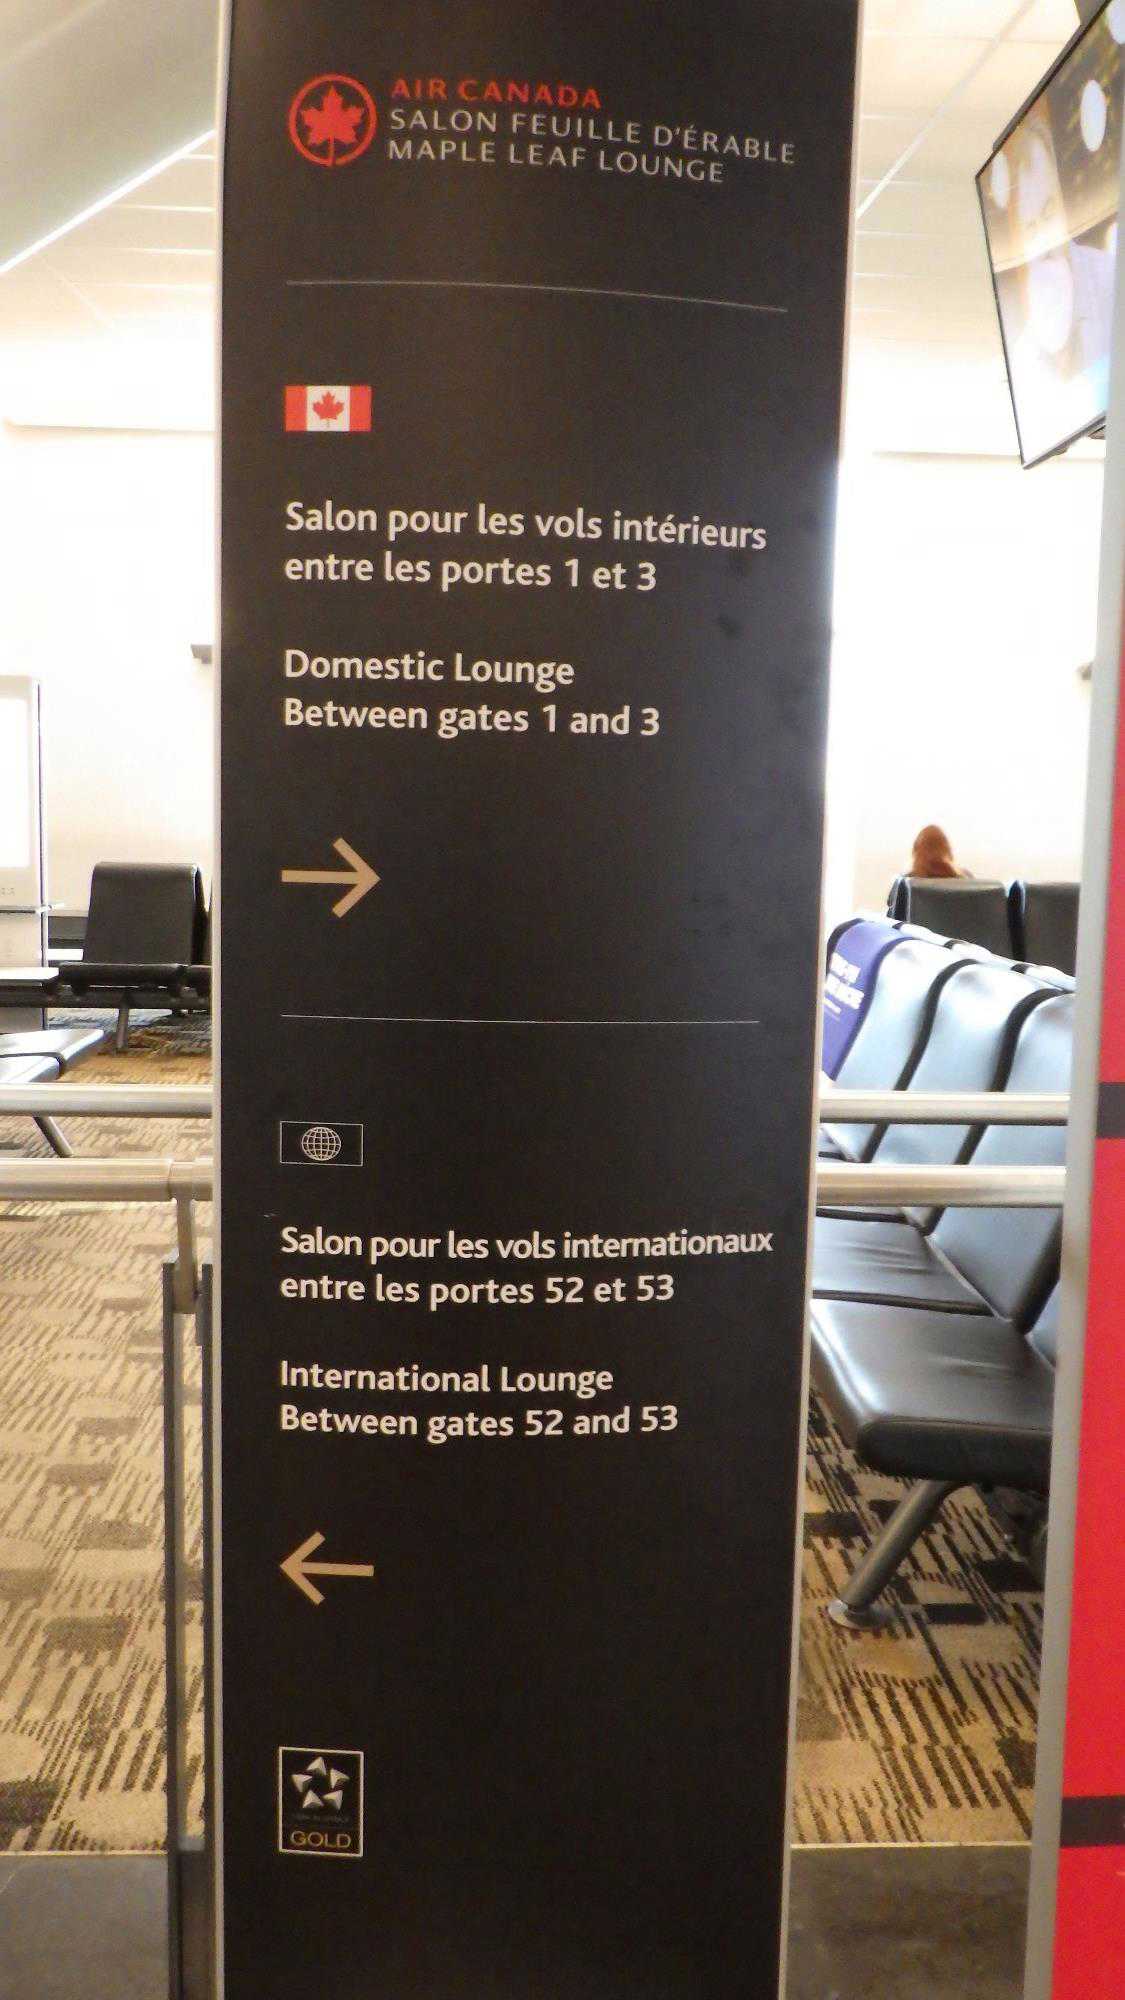 AIR CANADA
SALON FEUILLE D'ÉRABLE
MAPLE LEAF LOUNGE
Salon pour les vols intérieurs
entre les portes 1 et 3
Domestic Lounge
Between gates 1 and 3
Salon pour les vols internationaux
entre les portes 52 et 53
International Lounge
Between gates 52 and 53
GOLD